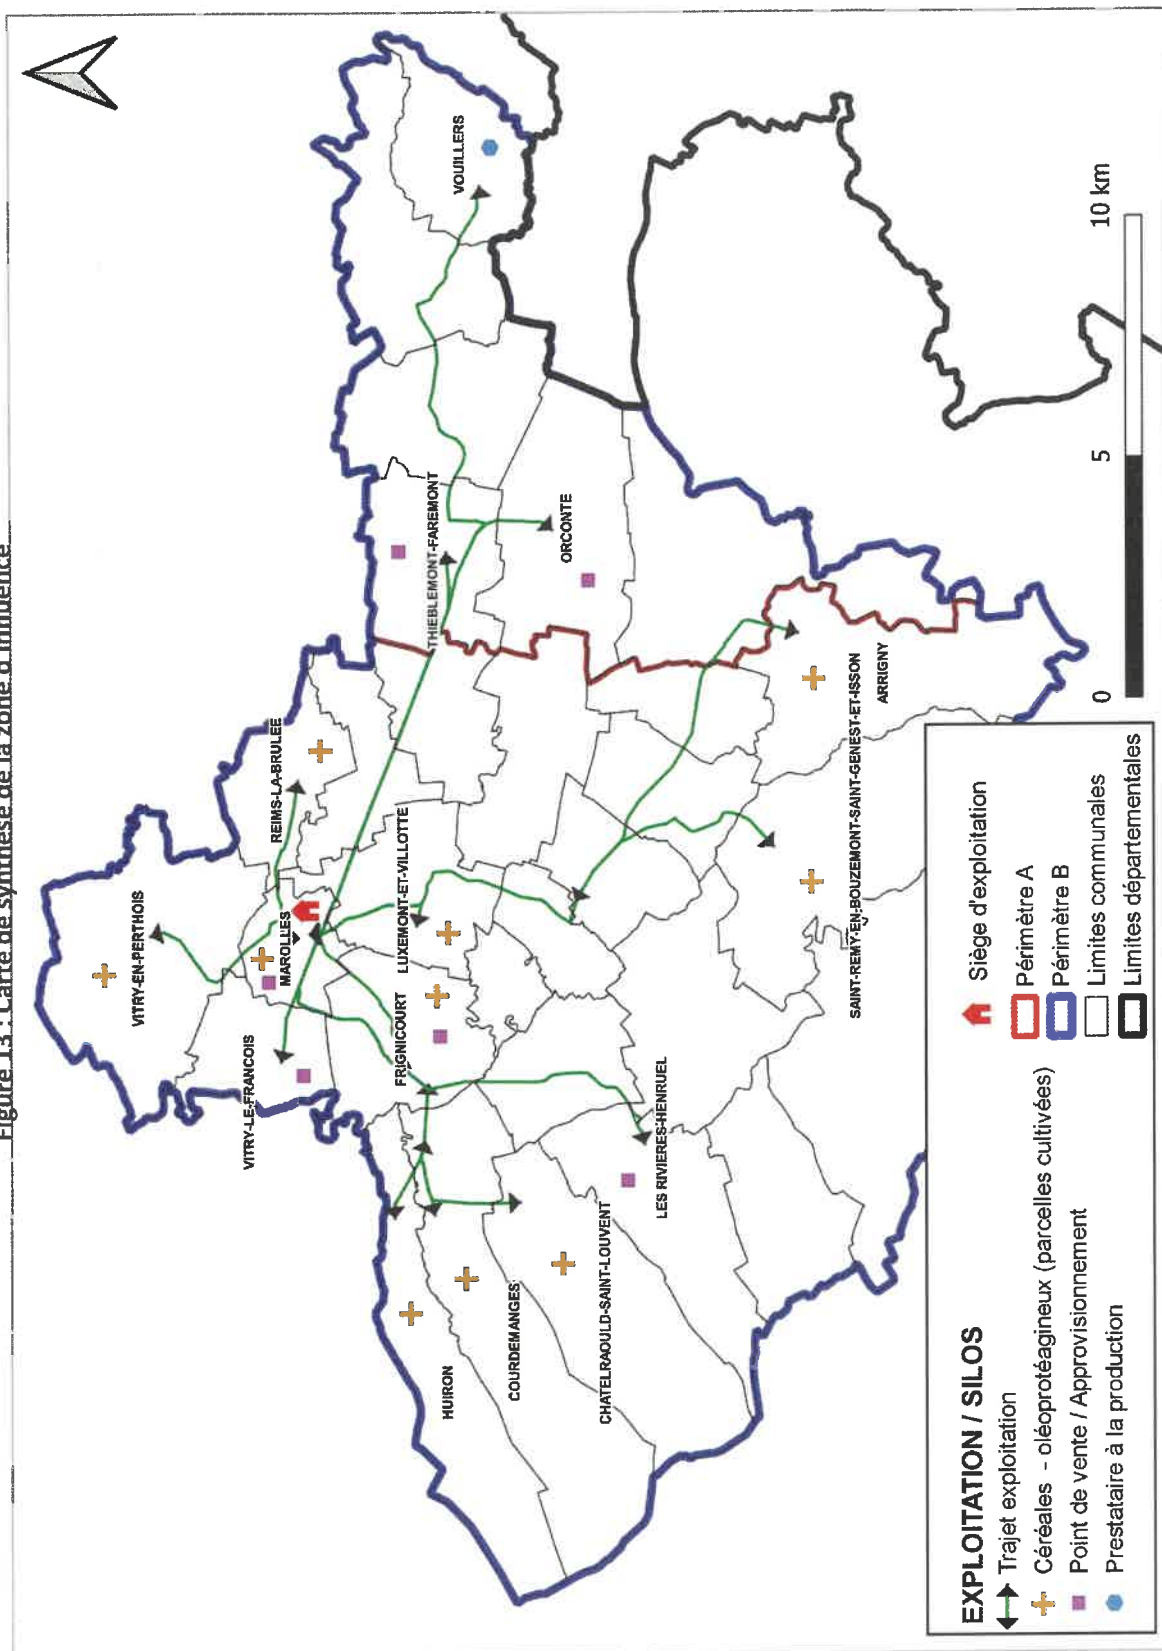 Figure 13 : Carte de synthèse de la zone d'influence
VITRY-EN-PERTHOIS
VITRY-LE-FRANCOIS
MAROLLES
REIMS-LA-BRULEE
VOUILLERS
THIEBLEMONT-FAREMONT
ORCONTE
LUXEMONT-ET-VILLOTTE
FRIGNICOURT
HUIRON
COURDEMANGES
CHATELRAOULD-SAINT-LOUVENT
LES RIVIERES-HENRUEL
SAINT-REMY-EN-BOUZEMONT-SAINT-GENEST-ET-ISSON
ARRIGNY
0 5 10 km
EXPLOITATION / SILOS
Trajet exploitation
Céréales - oléoprotéagineux (parcelles cultivées)
Point de vente / Approvisionnement
Prestataire à la production
Siège d'exploitation
Périmètre A
Périmètre B
Limites communales
Limites départementales